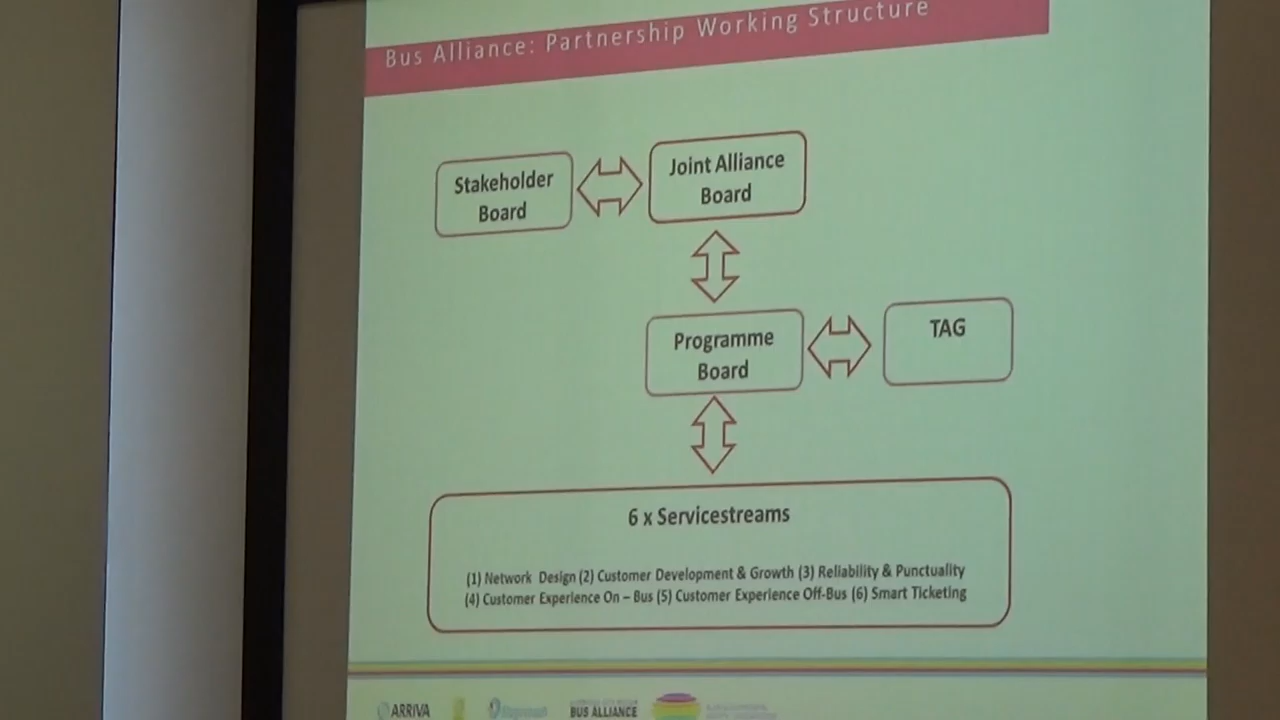 Bus Alliance: Partnership Working Structure
Stakeholder
Board
Joint Alliance
Board
Programme
Board
TAG
6 x Servicestreams
(1) Network Design (2) Customer Development & Growth (3) Reliability & Punctuality
(4) Customer Experience On – Bus (5) Customer Experience Off-Bus (6) Smart Ticketing
ARRIVA
BUS ALLIANCE